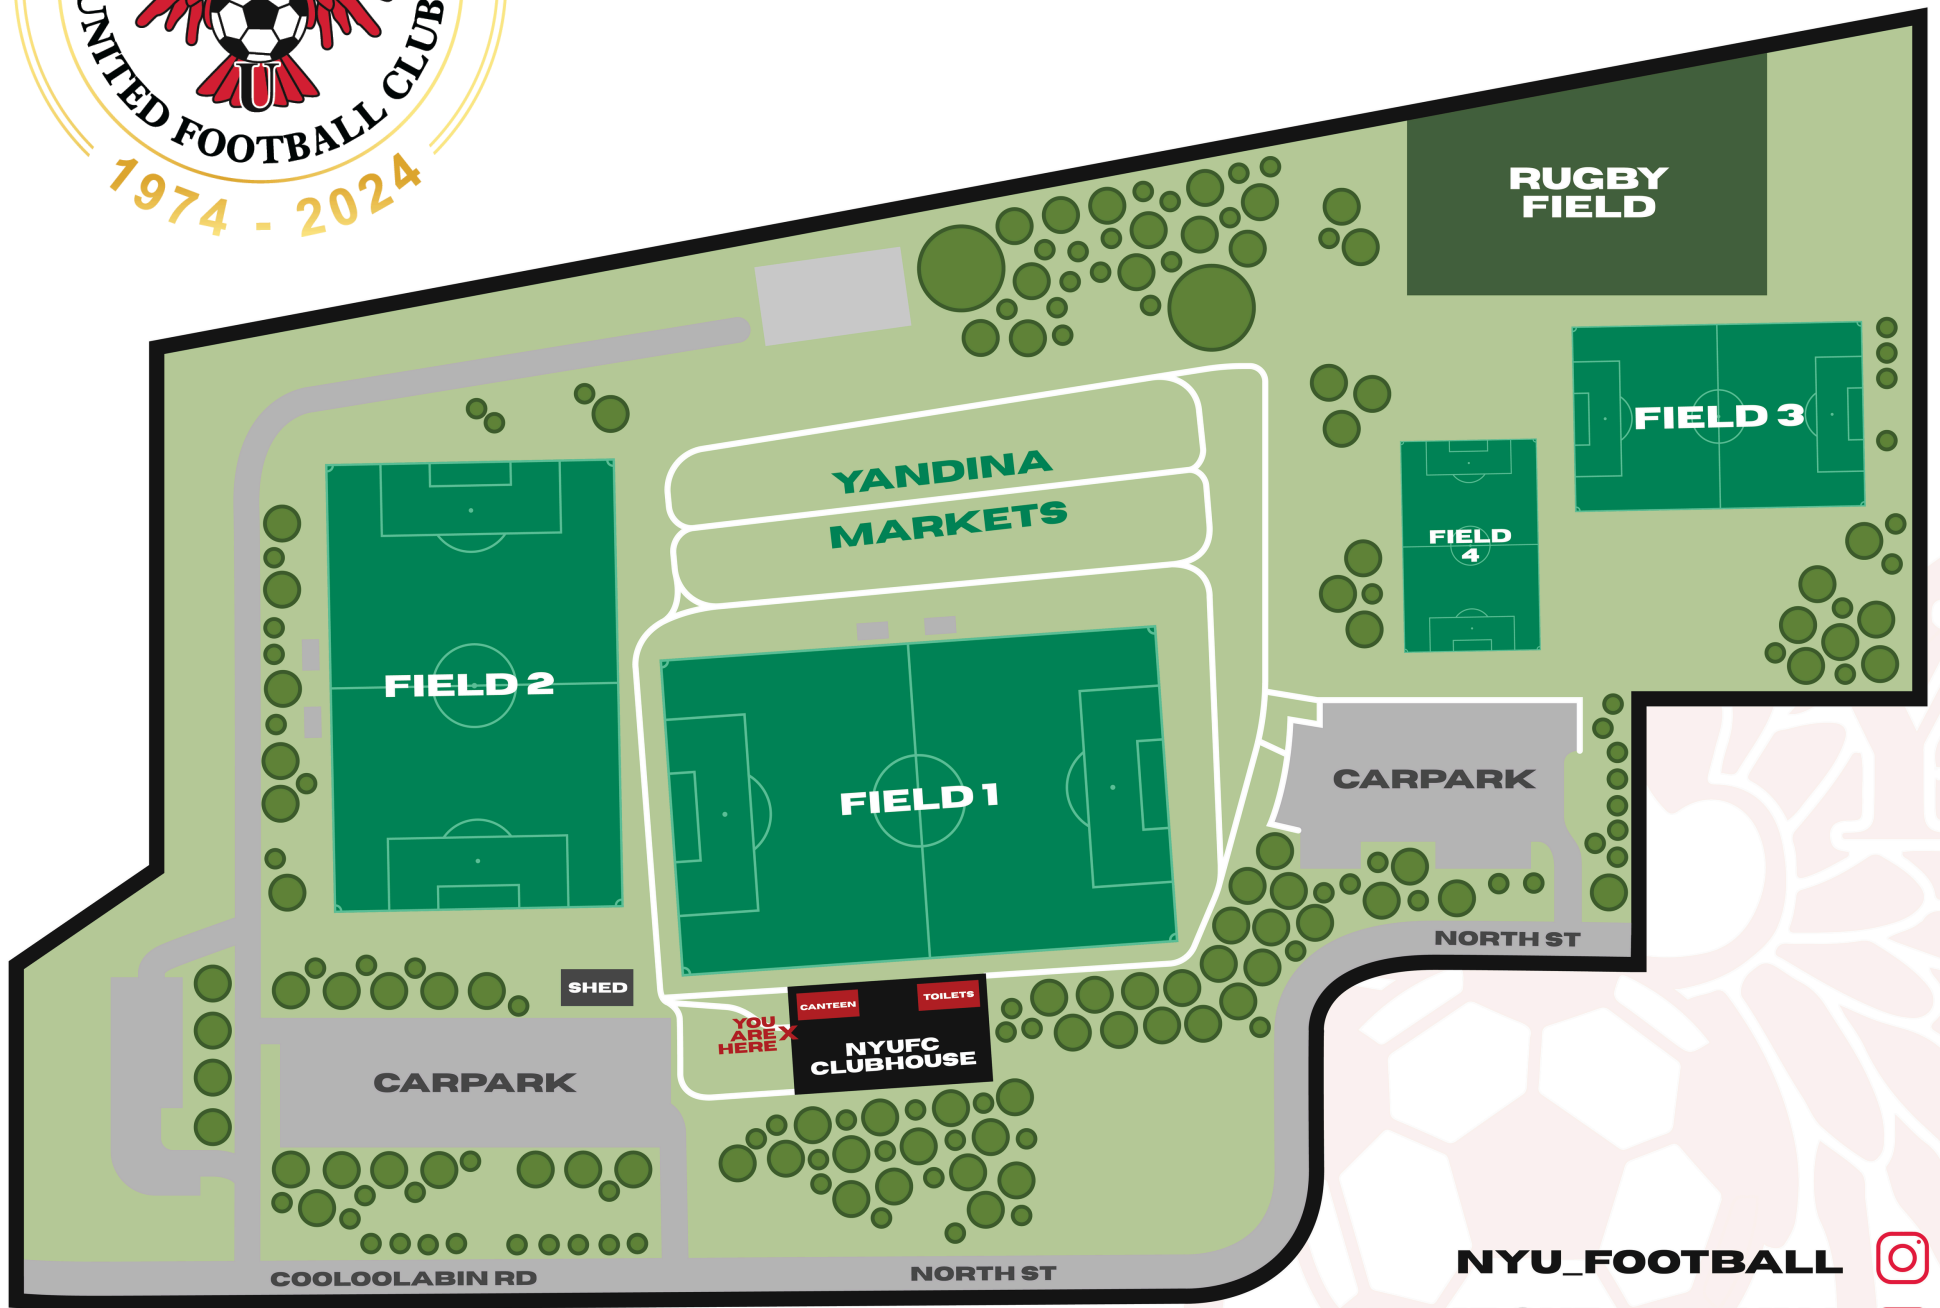 UNITED FOOTBALL CLUB
U
1974 - 2024
RUGBY
FIELD
FIELD 3
YANDINA
MARKETS
FIELD
4
FIELD 2
FIELD 1
CARPARK
NORTH ST
SHED
CANTEEN
TOILETS
YOU
ARE
HERE
X
NYUFC
CLUBHOUSE
CARPARK
COOLOOLABIN RD
NORTH ST
NYU_FOOTBALL